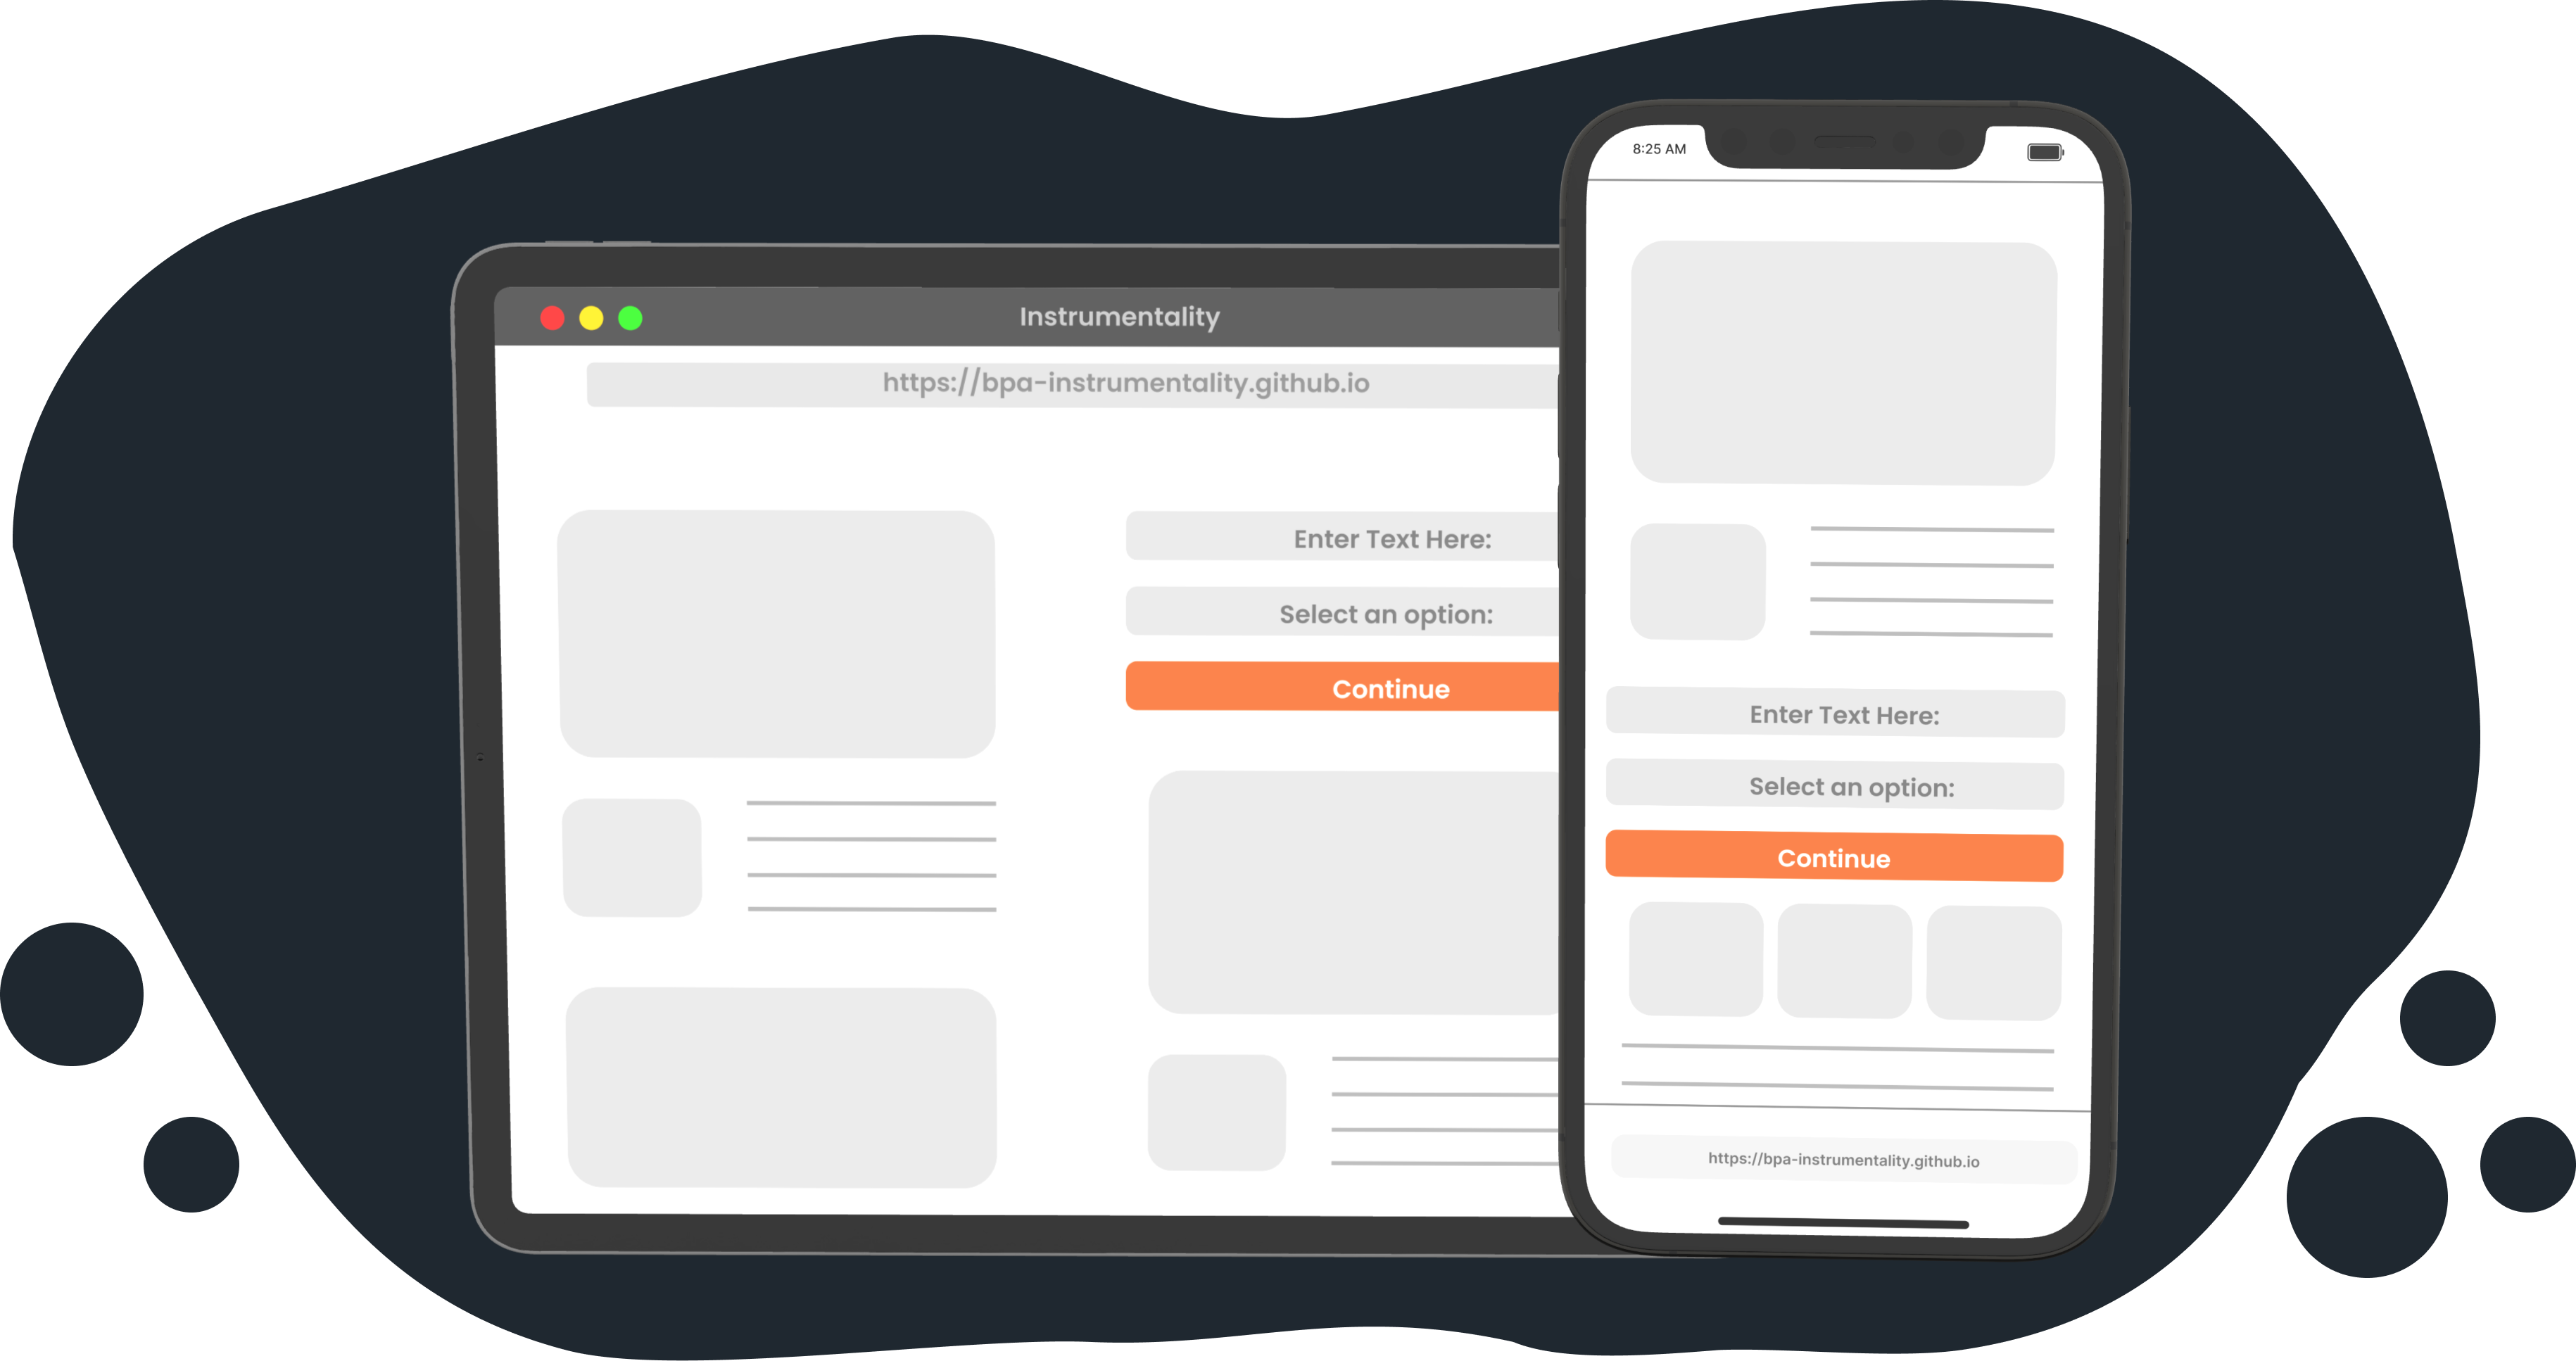 Instrumentality
https://bpa-instrumentality.github.io
Enter Text Here:
Select an option:
Continue
8:25 AM
Enter Text Here:
Select an option:
Continue
https://bpa-instrumentality.github.io